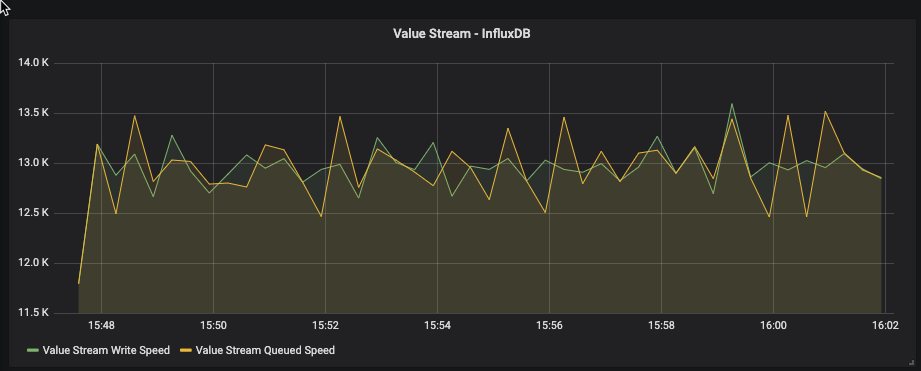 Value Stream - InfluxDB
14.0 K
13.5 K
13.0 K
12.5 K
12.0 K
11.5 K
15:48 15:50 15:52 15:54 15:56 15:58 16:00 16:02
Value Stream Write Speed Value Stream Queued Speed